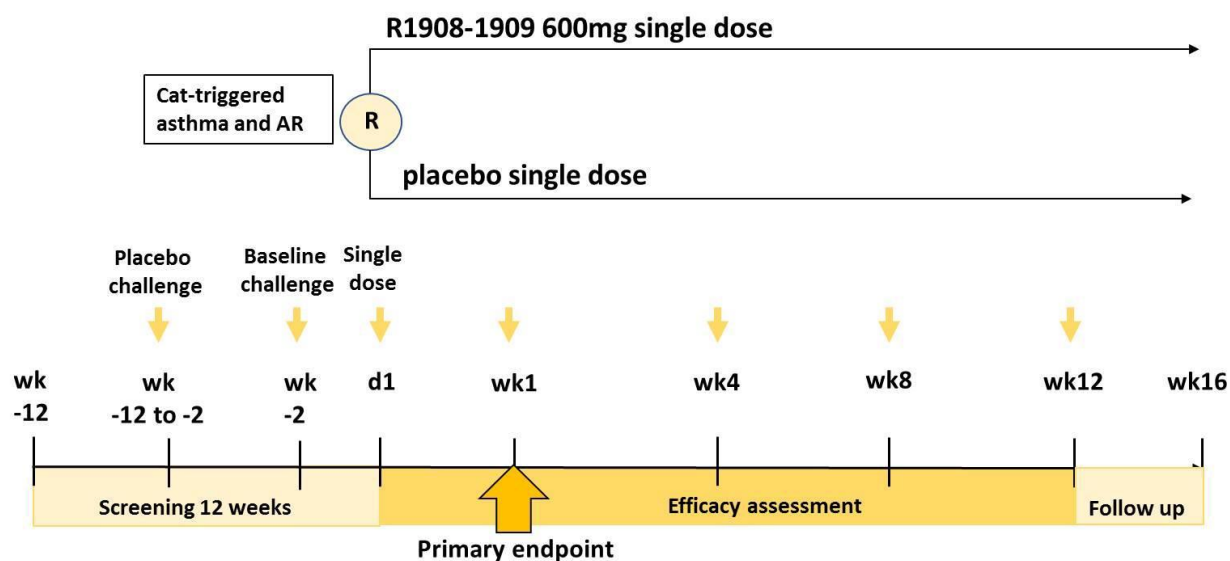 R1908-1909 600mg single dose
Cat-triggered
asthma and AR
R
placebo single dose
Placebo
challenge
Baseline
challenge
Single
dose
wk
-12
wk
-12 to -2
wk
-2
d1
wk1
wk4
wk8
wk12
wk16
Screening 12 weeks
Efficacy assessment
Follow up
Primary endpoint